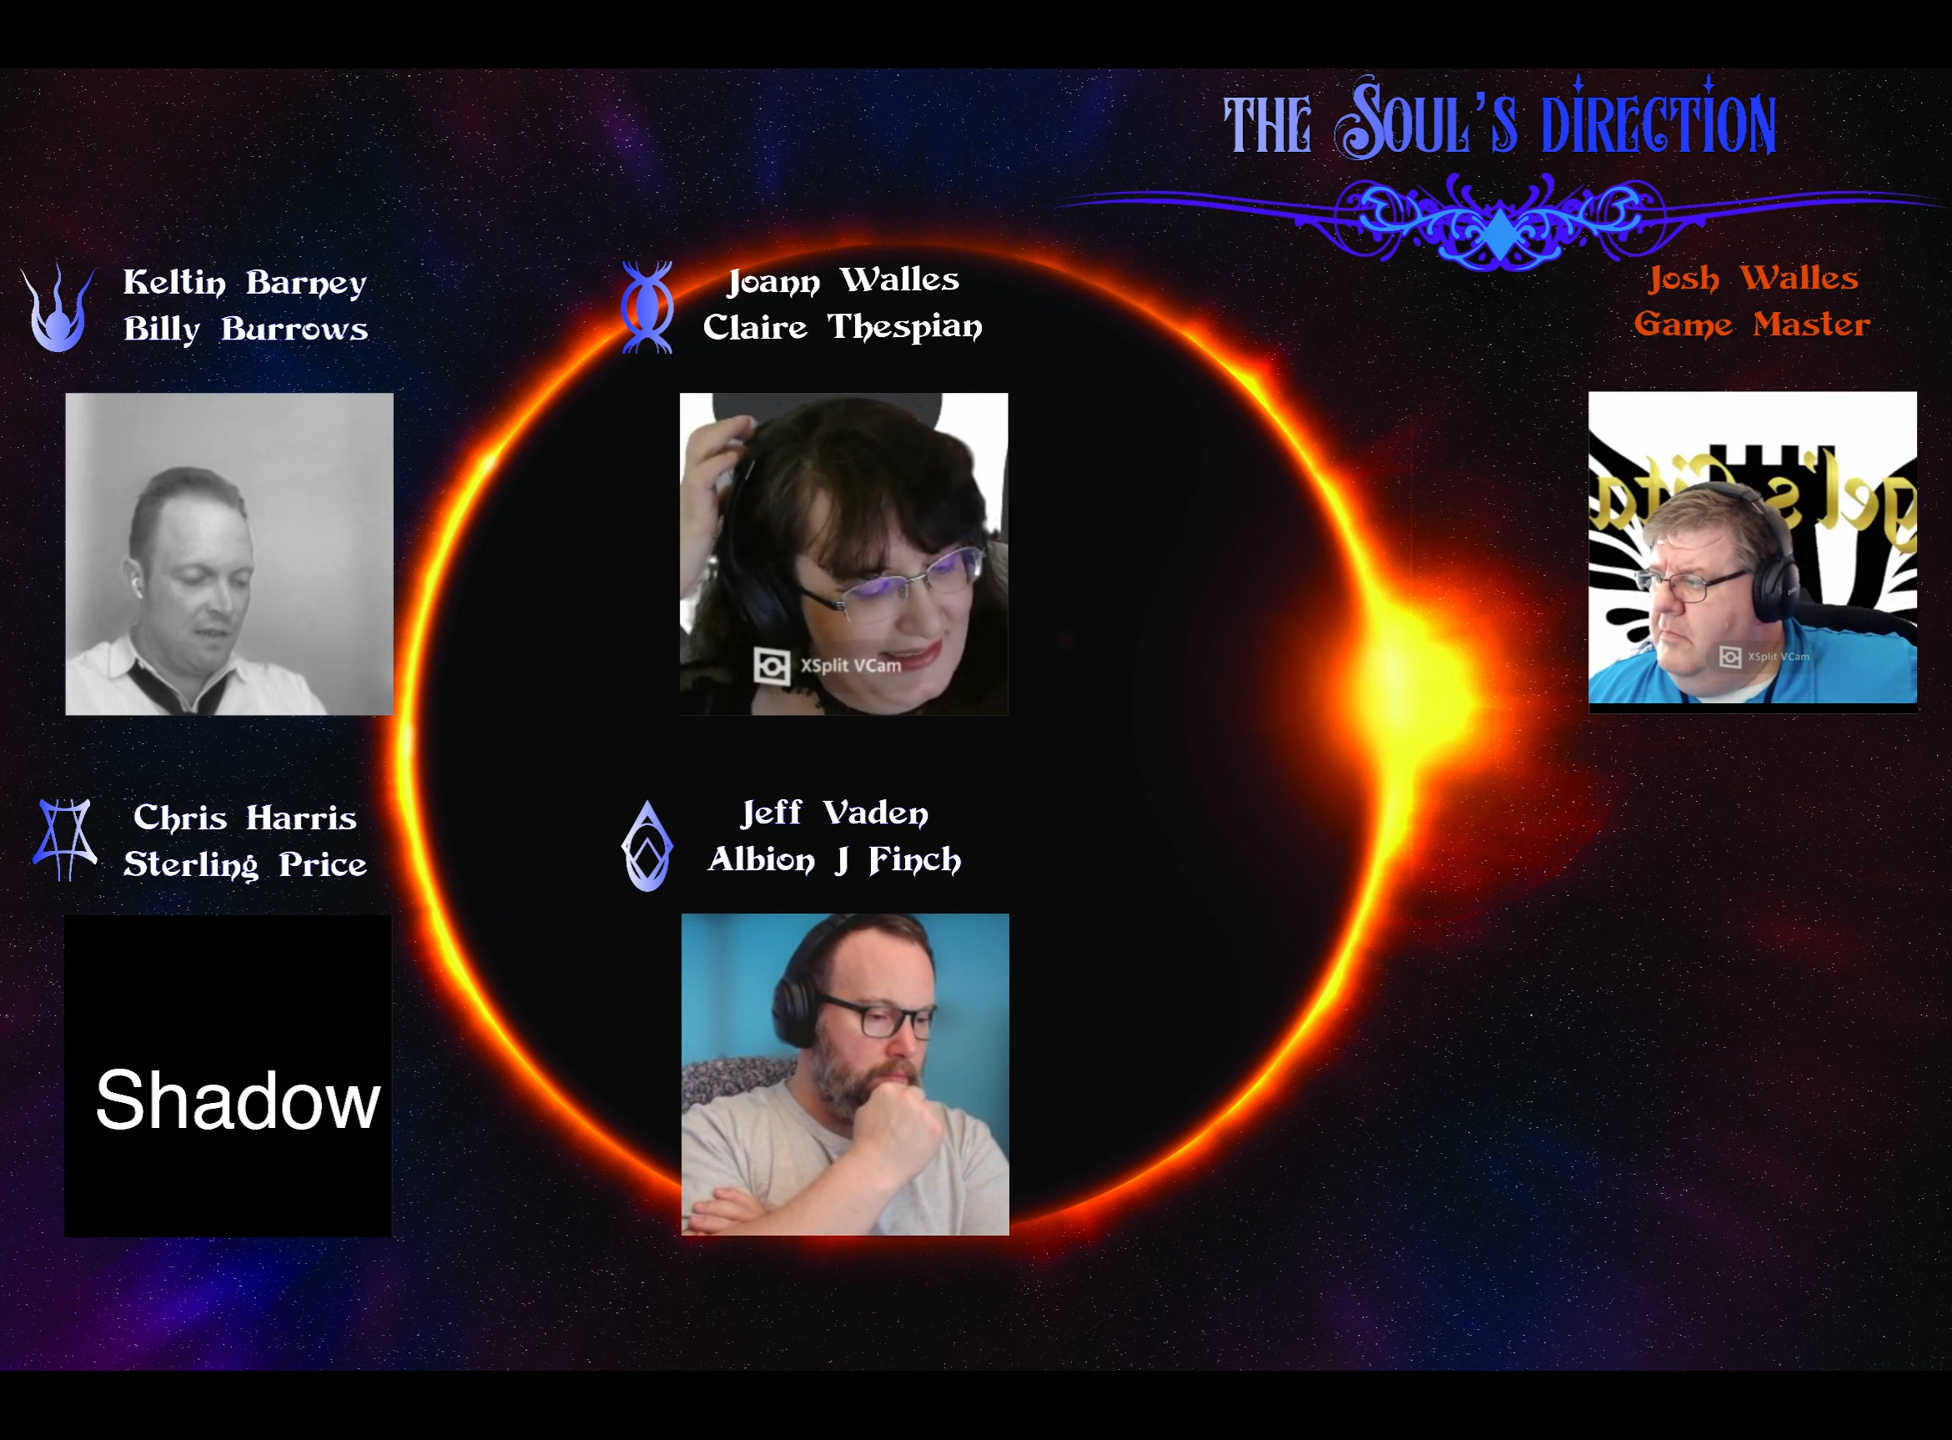 the Soul's direction
Keltin Barney
Billy Burrows
Joann Walles
Claire Thespian
Josh Walles
Game Master
XSplit VCam
XSplit VCam
Chris Harris
Sterling Price
Jeff Vaden
Albion J Finch
Shadow